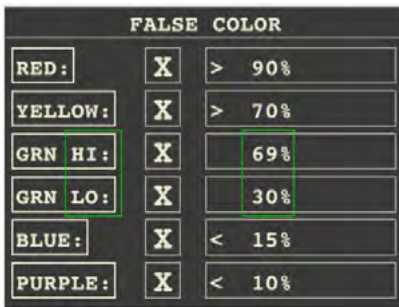 FALSE COLOR
RED: X > 90%
YELLOW: X > 70%
GRN HI: X 69%
GRN LO: X 30%
BLUE: X < 15%
PURPLE: X < 10%